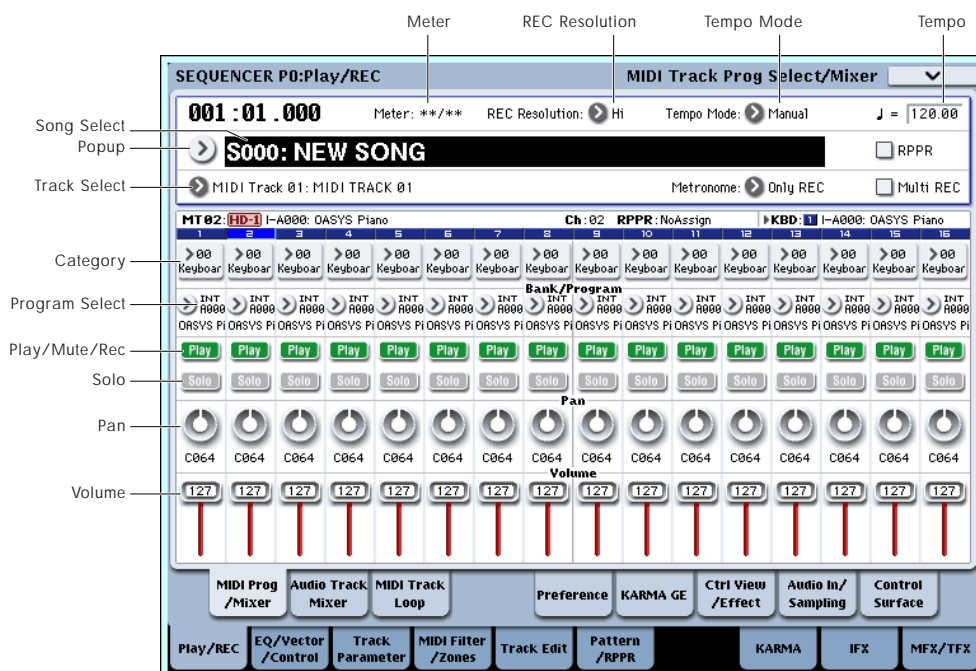 Meter REC Resolution Tempo Mode Tempo
SEQUENCER P0:Play/REC MIDI Track Prog Select/Mixer
001:01.000 Meter: **/** REC Resolution: Hi Tempo Mode: Manual ♩ = 120.00
Song Select
Popup
S000: NEW SONG RPPR
Track Select MIDI Track 01: MIDI TRACK 01 Metronome: Only REC Multi REC
MT02: HD-1 I-A000: OASYS Piano Ch:02 RPPR:NoAssign KBD: 1 I-A000: OASYS Piano
1 2 3 4 5 6 7 8 9 10 11 12 13 14 15 16
00 00 00 00 00 00 00 00 00 00 00 00 00 00 00 00
Category Keyboar Keyboar Keyboar Keyboar Keyboar Keyboar Keyboar Keyboar Keyboar Keyboar Keyboar Keyboar Keyboar Keyboar Keyboar Keyboar
Bank/Program
Program Select INT INT INT INT INT INT INT INT INT INT INT INT INT INT INT INT
A000 A000 A000 A000 A000 A000 A000 A000 A000 A000 A000 A000 A000 A000 A000 A000
OASYS Pi OASYS Pi OASYS Pi OASYS Pi OASYS Pi OASYS Pi OASYS Pi OASYS Pi OASYS Pi OASYS Pi OASYS Pi OASYS Pi OASYS Pi OASYS Pi OASYS Pi OASYS Pi
Play/Mute/Rec Play Play Play Play Play Play Play Play Play Play Play Play Play Play Play Play
Solo Solo Solo Solo Solo Solo Solo Solo Solo Solo Solo Solo Solo Solo Solo Solo Solo
Pan
Pan
C064 C064 C064 C064 C064 C064 C064 C064 C064 C064 C064 C064 C064 C064 C064 C064
Volume
Volume 127 127 127 127 127 127 127 127 127 127 127 127 127 127 127 127
MIDI Prog Audio Track MIDI Track Preference KARMA GE Ctrl View Audio In/ Control
/Mixer Mixer Loop /Effect Sampling Surface
Play/REC EQ/Vector Track MIDI Filter Track Edit Pattern KARMA IFX MFX/TFX
/Control Parameter /Zones /RPPR